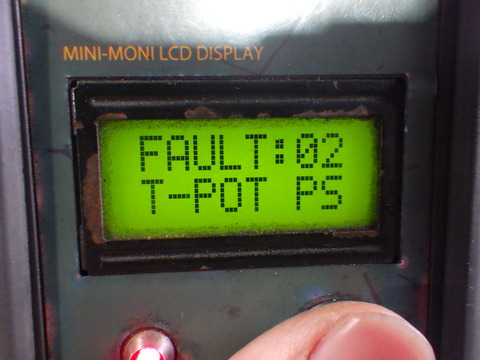 MINI-MONI LCD DISPLAY
FAULT:02
T-POT PS